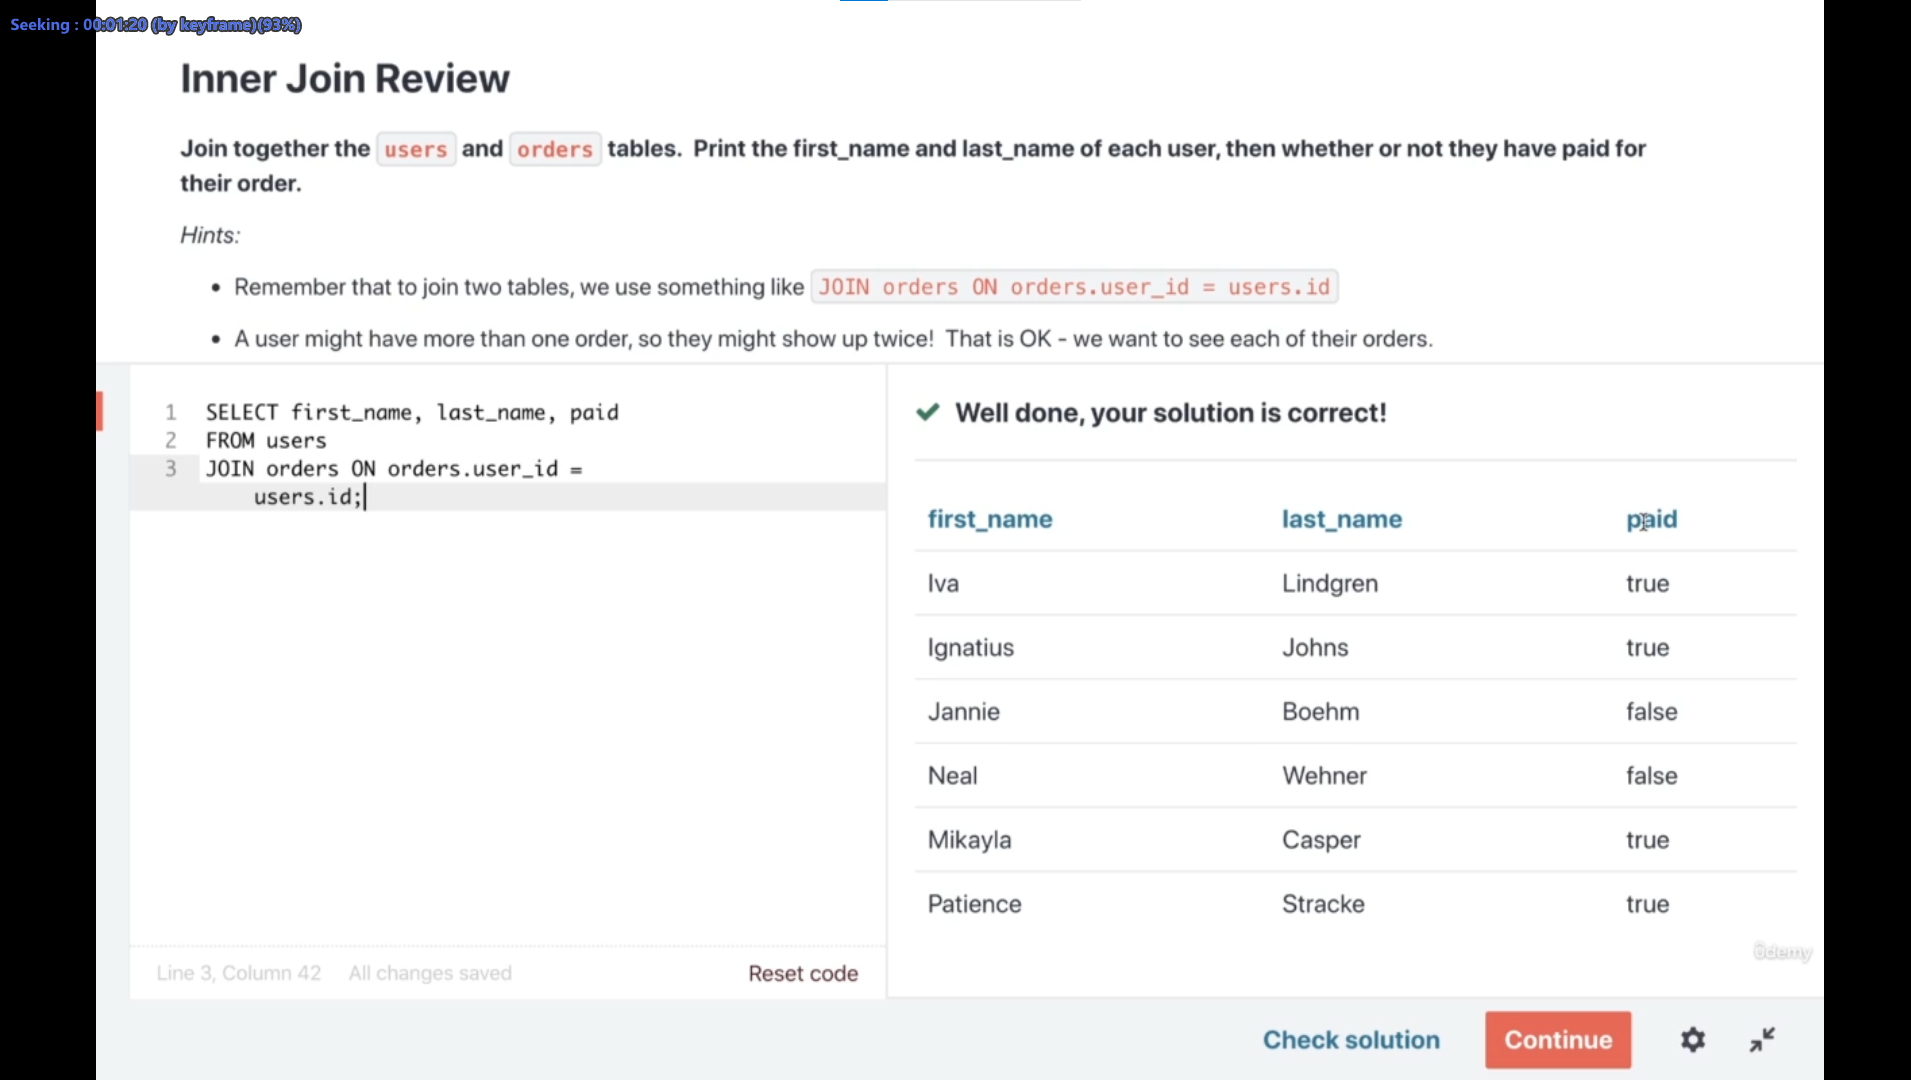 Seeking : 00:01:20 (by keyframe)(93%)
Inner Join Review
Join together the users and orders tables. Print the first_name and last_name of each user, then whether or not they have paid for
their order.
Hints:
• Remember that to join two tables, we use something like JOIN orders ON orders.user_id = users.id
• A user might have more than one order, so they might show up twice! That is OK - we want to see each of their orders.
1 SELECT first_name, last_name, paid
2 FROM users
3 JOIN orders ON orders.user_id =
users.id;
Line 3, Column 42 All changes saved Reset code
Well done, your solution is correct!
first_name last_name paid
Iva Lindgren true
Ignatius Johns true
Jannie Boehm false
Neal Wehner false
Mikayla Casper true
Patience Stracke true
udemy
Check solution Continue